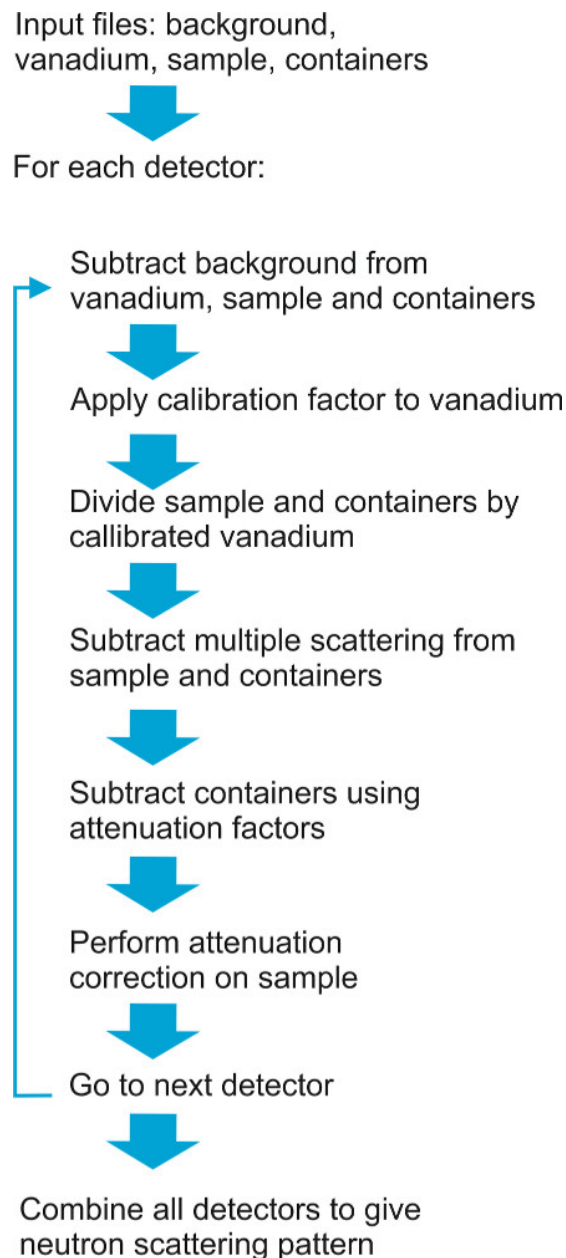 Input files: background,
vanadium, sample, containers
For each detector:
Subtract background from
vanadium, sample and containers
Apply calibration factor to vanadium
Divide sample and containers by
callibrated vanadium
Subtract multiple scattering from
sample and containers
Subtract containers using
attenuation factors
Perform attenuation
correction on sample
Go to next detector
Combine all detectors to give
neutron scattering pattern